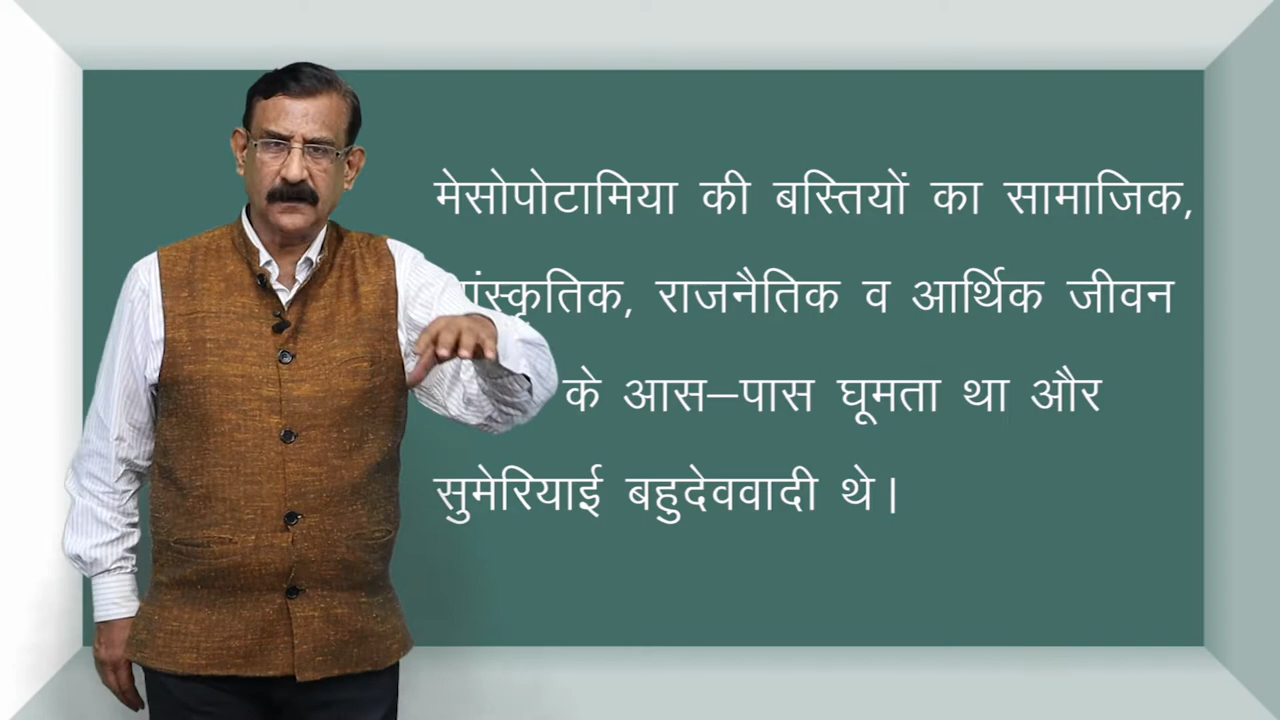 मेसोपोटामिया की बस्तियों का सामाजिक,
राजनैतिक व आर्थिक जीवन
के आस–पास घूमता था और
सुमेरियाई बहुदेववादी थे।